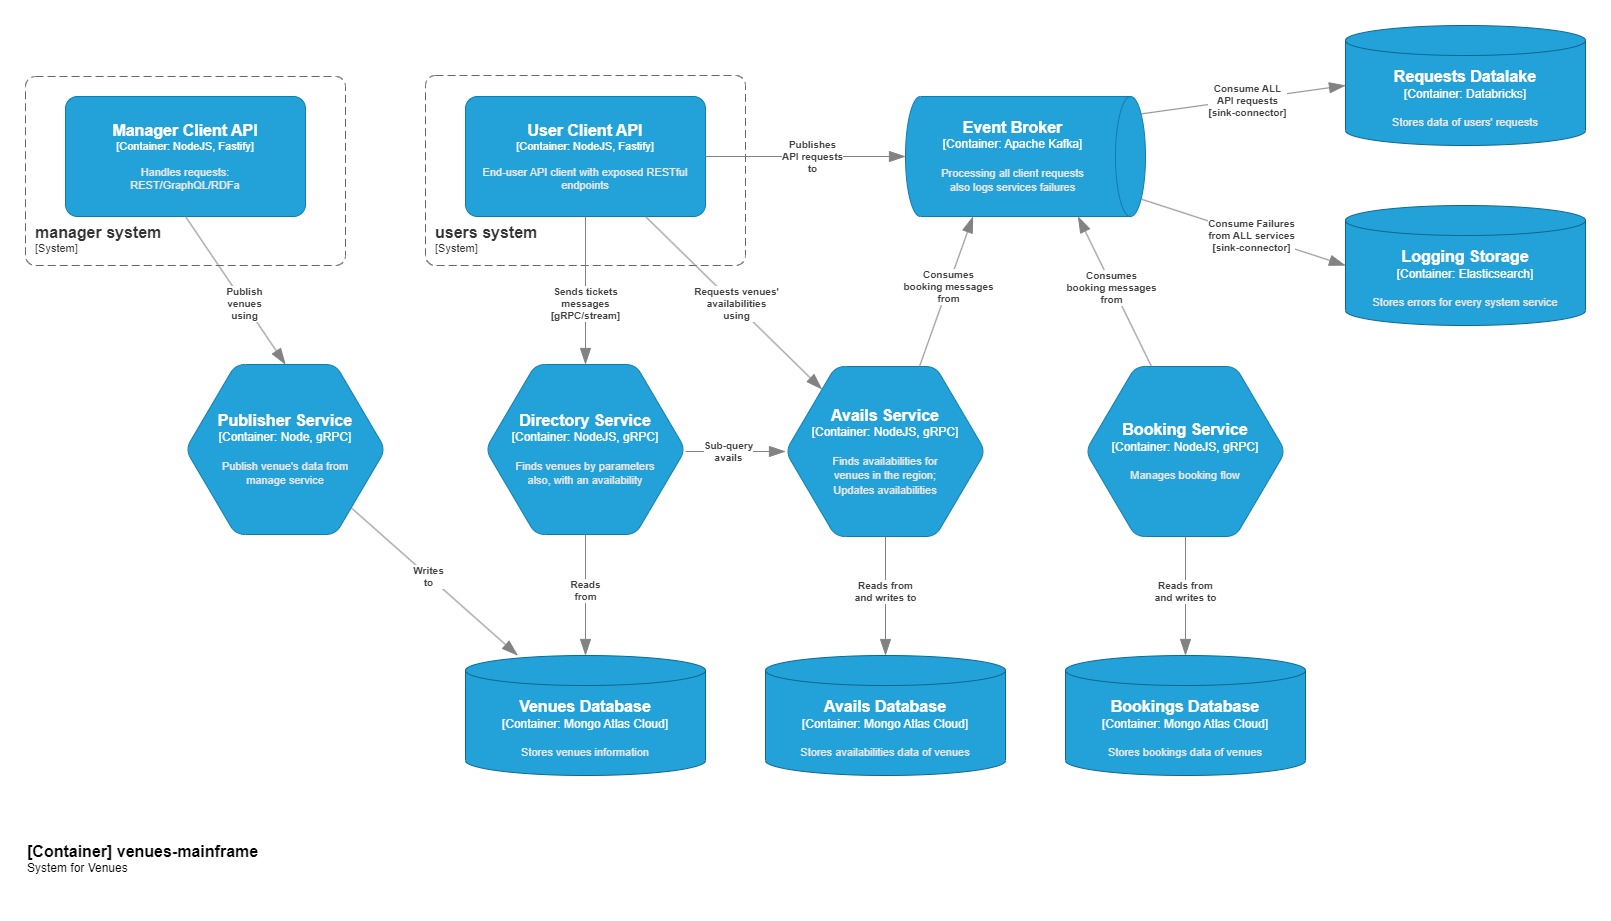 Manager Client API
[Container: NodeJS, Fastify]
Handles requests:
REST/GraphQL/RDFa
manager system
[System]
User Client API
[Container: NodeJS, Fastify]
End-user API client with exposed RESTful
endpoints
users system
[System]
Publishes
API requests
to
Event Broker
[Container: Apache Kafka]
Processing all client requests
also logs services failures
Consume ALL
API requests
[sink-connector]
Requests Datalake
[Container: Databricks]
Stores data of users' requests
Consume Failures
from ALL services
[sink-connector]
Logging Storage
[Container: Elasticsearch]
Stores errors for every system service
Publish
venues
using
Sends tickets
messages
[gRPC/stream]
Requests venues'
availabilities
using
Consumes
booking messages
from
Consumes
booking messages
from
Publisher Service
[Container: Node, gRPC]
Publish venue's data from
manage service
Directory Service
[Container: NodeJS, gRPC]
Finds venues by parameters
also, with an availability
Sub-query
avails
Avails Service
[Container: NodeJS, gRPC]
Finds availabilities for
venues in the region;
Updates availabilities
Booking Service
[Container: NodeJS, gRPC]
Manages booking flow
Writes
to
Reads
from
Reads from
and writes to
Reads from
and writes to
Venues Database
[Container: Mongo Atlas Cloud]
Stores venues information
Avails Database
[Container: Mongo Atlas Cloud]
Stores availabilities data of venues
Bookings Database
[Container: Mongo Atlas Cloud]
Stores bookings data of venues
[Container] venues-mainframe
System for Venues